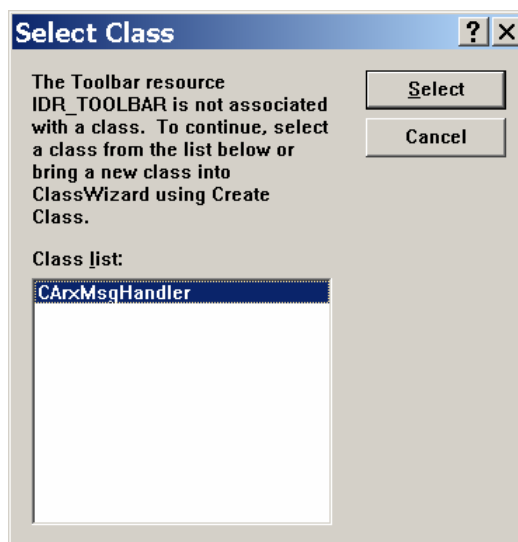 Select Class
The Toolbar resource
IDR_TOOLBAR is not associated
with a class. To continue, select
a class from the list below or
bring a new class into
ClassWizard using Create
Class.
Select
Cancel
Class list:
CArxMsgHandler